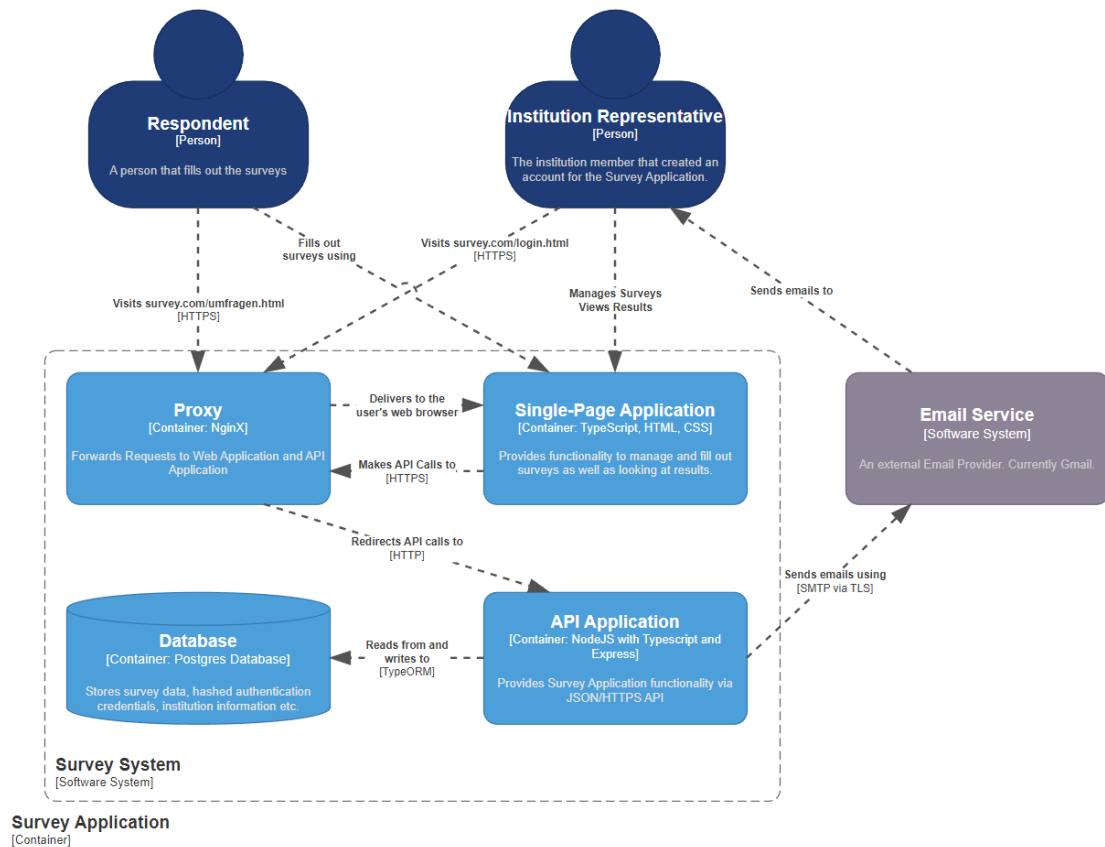 Respondent
[Person]
A person that fills out the surveys
Institution Representative
[Person]
The institution member that created an
account for the Survey Application.
Fills out
surveys using
Visits survey.com/login.html
[HTTPS]
Visits survey.com/umfragen.html
[HTTPS]
Manages Surveys
Views Results
Sends emails to
Proxy
[Container: NginX]
Forwards Requests to Web Application and API
Application
Delivers to the
user's web browser
Makes API Calls to
[HTTPS]
Single-Page Application
[Container: TypeScript, HTML, CSS]
Provides functionality to manage and fill out
surveys as well as looking at results.
Email Service
[Software System]
An external Email Provider. Currently Gmail.
Redirects API calls to
[HTTP]
Sends emails using
[SMTP via TLS]
Database
[Container: Postgres Database]
Stores survey data, hashed authentication
credentials, institution information etc.
Reads from and
writes to
[TypeORM]
API Application
[Container: NodeJS with Typescript and
Express]
Provides Survey Application functionality via
JSON/HTTPS API
Survey System
[Software System]
Survey Application
[Container]